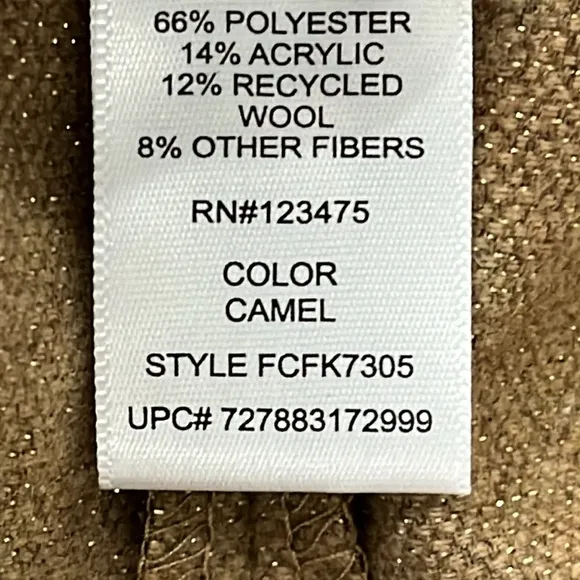 66% POLYESTER
14% ACRYLIC
12% RECYCLED
WOOL
8% OTHER FIBERS
RN#123475
COLOR
CAMEL
STYLE FCFK7305
UPC# 727883172999